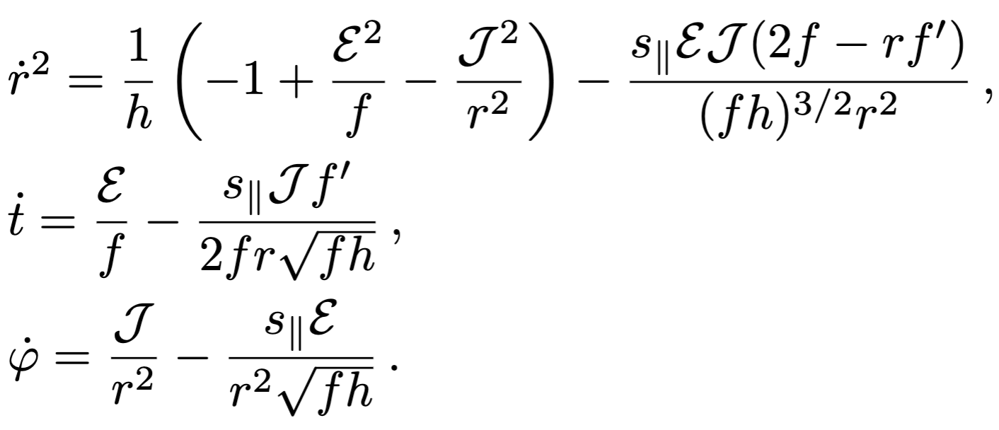 $\dot{r}^2 = \frac{1}{h} \left( -1 + \frac{\mathcal{E}^2}{f} - \frac{\mathcal{J}^2}{r^2} \right) - \frac{s_{\parallel} \mathcal{E} \mathcal{J} (2f - r f')}{(fh)^{3/2} r^2} \, ,$
$\dot{t} = \frac{\mathcal{E}}{f} - \frac{s_{\parallel} \mathcal{J} f'}{2 f r \sqrt{fh}} \, ,$
$\dot{\varphi} = \frac{\mathcal{J}}{r^2} - \frac{s_{\parallel} \mathcal{E}}{r^2 \sqrt{fh}} \, .$